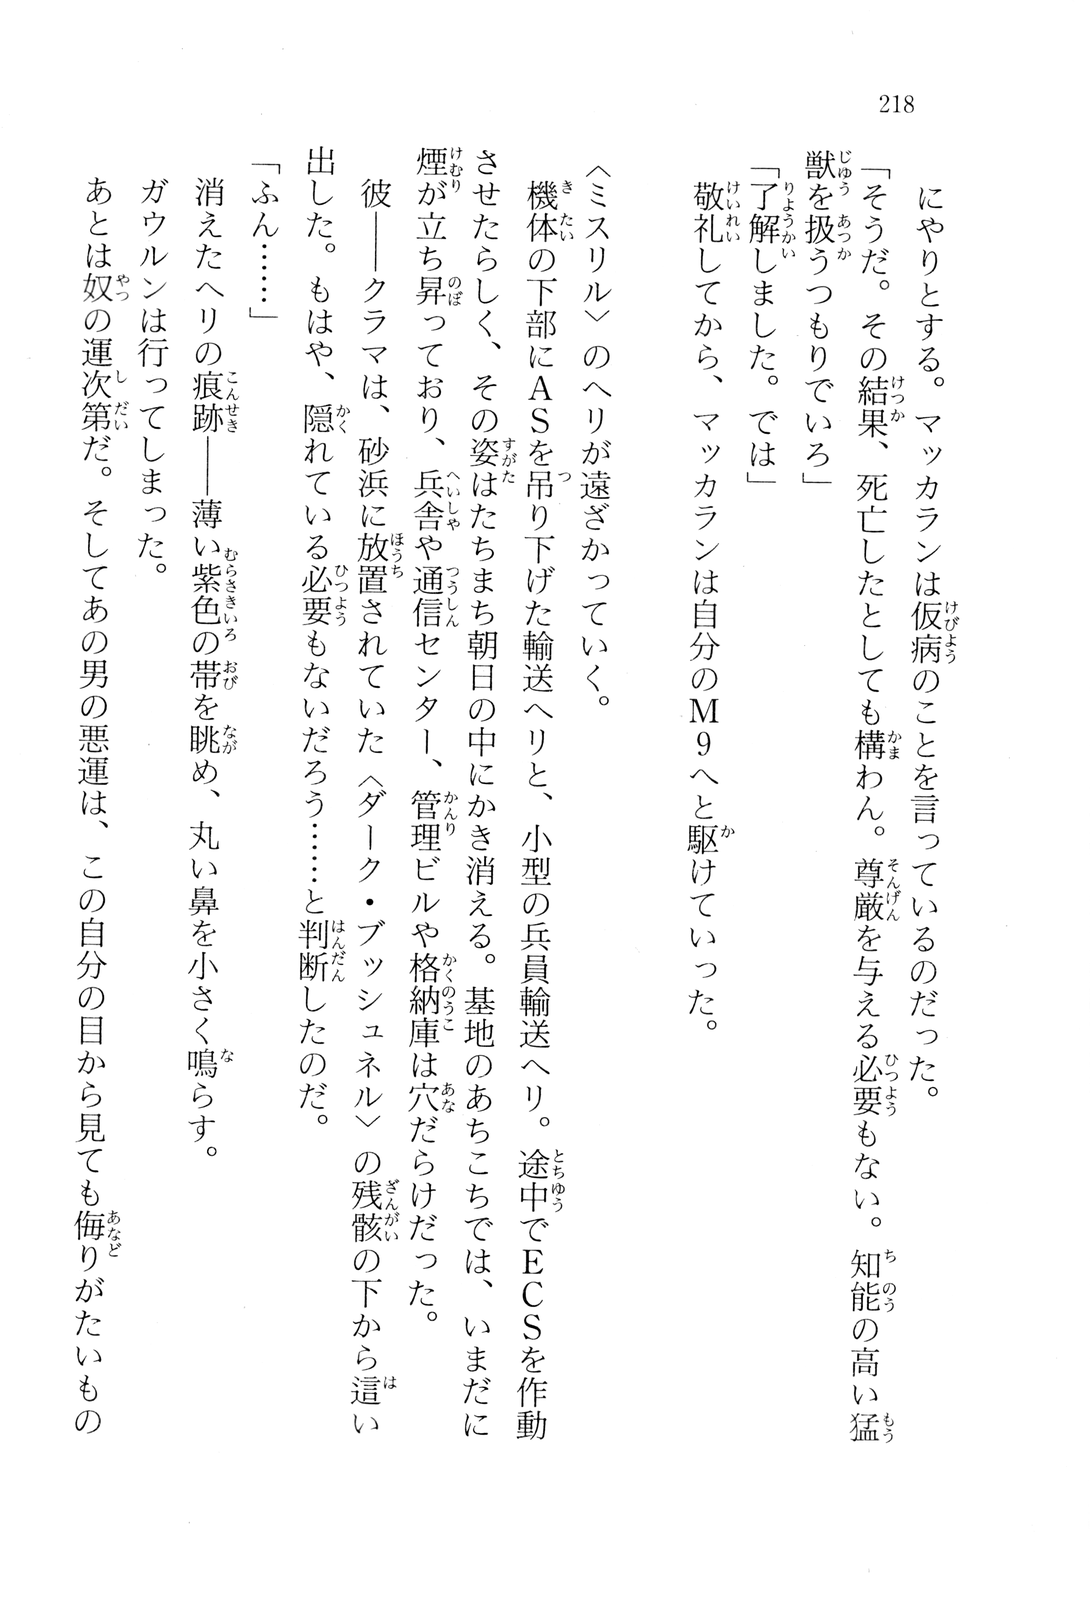 218
にやりとする。マッカランは仮病のことを言っているのだった。
「そうだ。その結果、死亡したとしても構わん。尊厳を与える必要もない。知能の高い猛
獣を扱うつもりでいろ」
「了解しました。では」
敬礼してから、マッカランは自分のM9へと駆けていった。
〈ミスリル〉のヘリが遠ざかっていく。
機体の下部にASを吊り下げた輸送ヘリと、小型の兵員輸送ヘリ。途中でECSを作動
させたらしく、その姿はたちまち朝日の中にかき消える。基地のあちこちでは、いまだに
煙が立ち昇っており、兵舎や通信センター、管理ビルや格納庫は穴だらけだった。
彼――クラマは、砂浜に放置されていた〈ダーク・ブッシュネル〉の残骸の下から這い
出した。もはや、隠れている必要もないだろう……と判断したのだ。
「ふん……」
消えたヘリの痕跡――薄い紫色の帯を眺め、丸い鼻を小さく鳴らす。
ガウルンは行ってしまった。
あとは奴の運次第だ。そしてあの男の悪運は、この自分の目から見ても侮りがたいもの